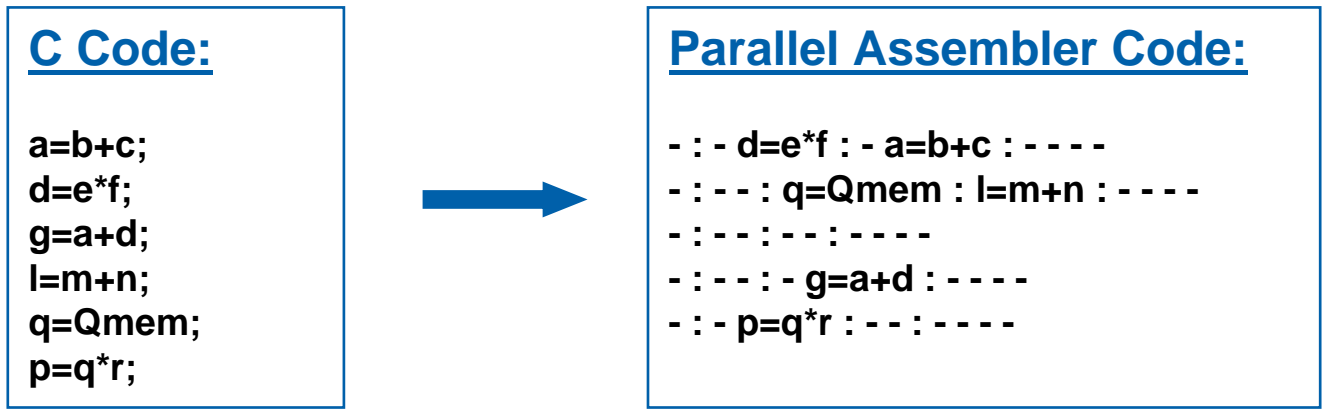 C Code:
a=b+c;
d=e*f;
g=a+d;
l=m+n;
q=Qmem;
p=q*r;
Parallel Assembler Code:
- : - d=e*f : - a=b+c : - - - -
- : - - : q=Qmem : l=m+n : - - - -
- : - - : - - : - - - -
- : - - : - g=a+d : - - - -
- : - p=q*r : - - : - - - -